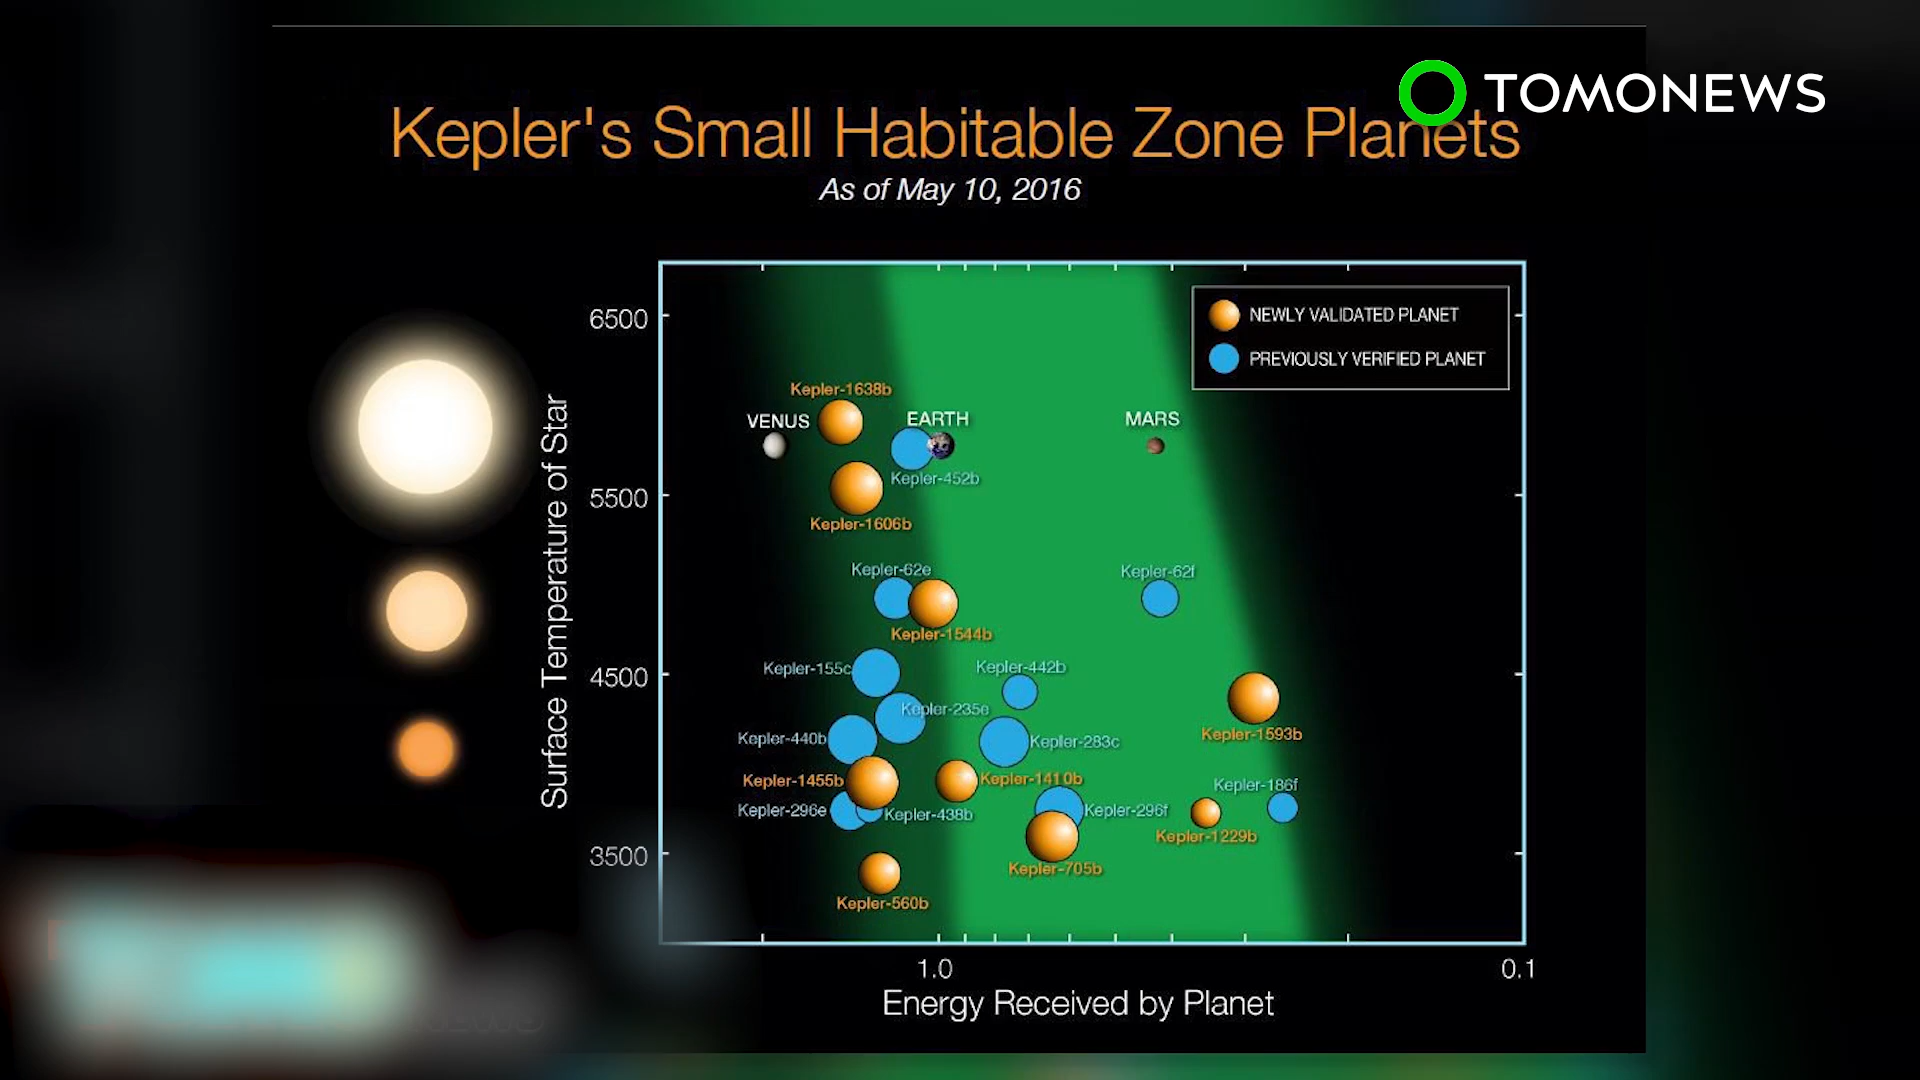 TOMONEWS
Kepler's Small Habitable Zone Planets
As of May 10, 2016
NEWLY VALIDATED PLANET
PREVIOUSLY VERIFIED PLANET
6500
Kepler-1638b
VENUS
EARTH
MARS
Kepler-452b
5500
Kepler-1606b
Kepler-62e
Kepler-62f
Kepler-1544b
Kepler-155c
Kepler-442b
4500
Kepler-235e
Kepler-1593b
Kepler-440b
Kepler-283c
Kepler-1455b
Kepler-1410b
Kepler-186f
Kepler-296e
Kepler-438b
Kepler-296f
Kepler-1229b
3500
Kepler-705b
Kepler-560b
Surface Temperature of Star
1.0
0.1
Energy Received by Planet